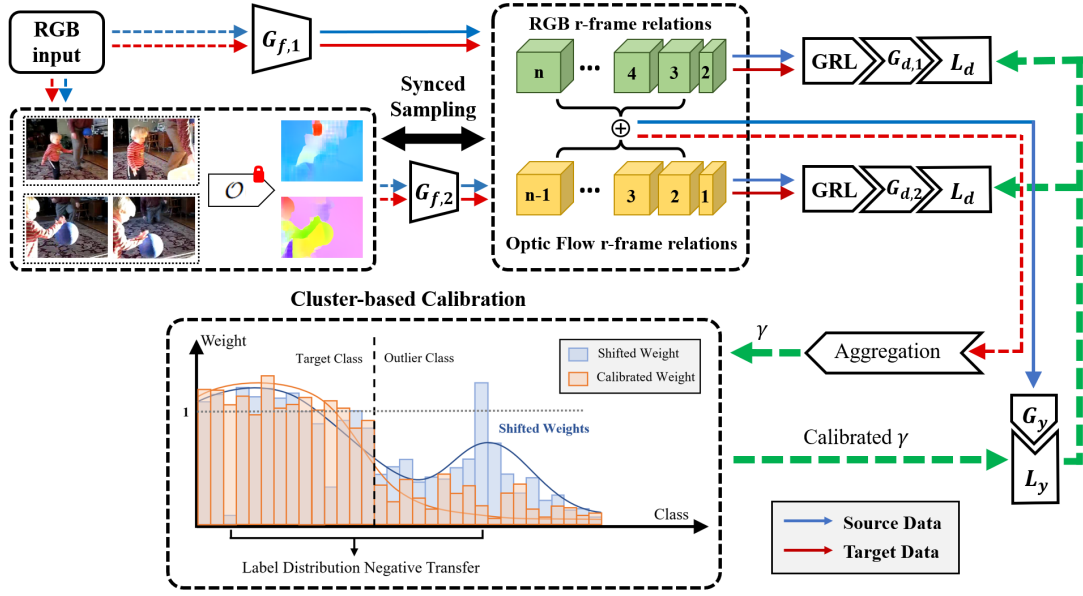 RGB
input
G_{f,1}
RGB r-frame relations
n
...
4
3
2
GRL
G_{d,1}
L_d
Synced
Sampling
⊕
𝒪
G_{f,2}
n-1
...
3
2
1
GRL
G_{d,2}
L_d
Optic Flow r-frame relations
Cluster-based Calibration
Weight
Target Class
Outlier Class
Shifted Weight
Calibrated Weight
1
Shifted Weights
Class
Label Distribution Negative Transfer
γ
Aggregation
Calibrated γ
G_y
L_y
Source Data
Target Data